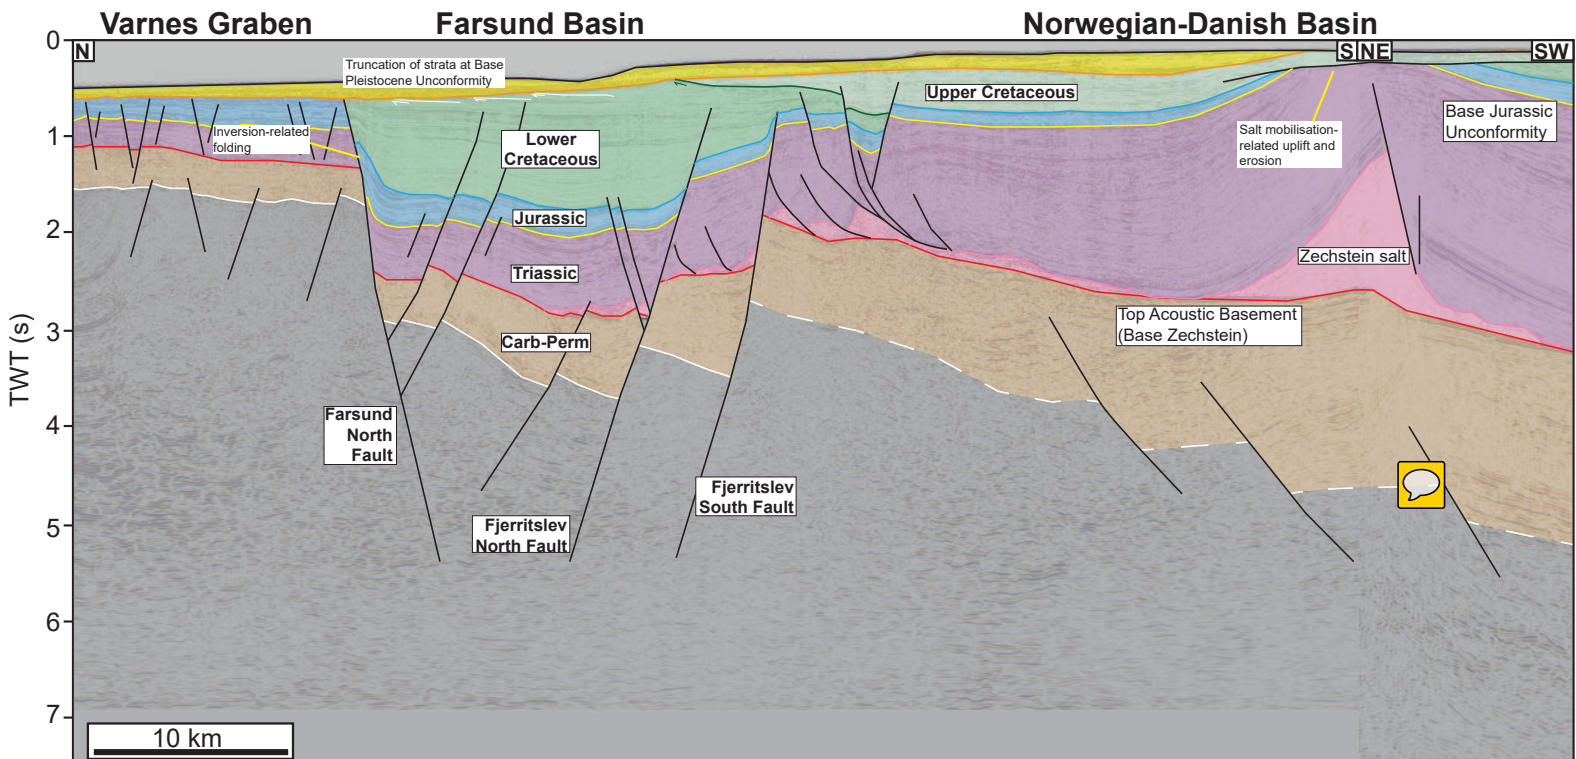 Varnes Graben
Farsund Basin
Norwegian-Danish Basin
N
S
NE
SW
0
1
2
3
4
5
6
7
TWT (s)
Truncation of strata at Base
Pleistocene Unconformity
Inversion-related
folding
Lower
Cretaceous
Upper Cretaceous
Salt mobilisation-
related uplift and
erosion
Base Jurassic
Unconformity
Jurassic
Triassic
Zechstein salt
Carb-Perm
Top Acoustic Basement
(Base Zechstein)
Farsund
North
Fault
Fjerritslev
South Fault
Fjerritslev
North Fault
10 km